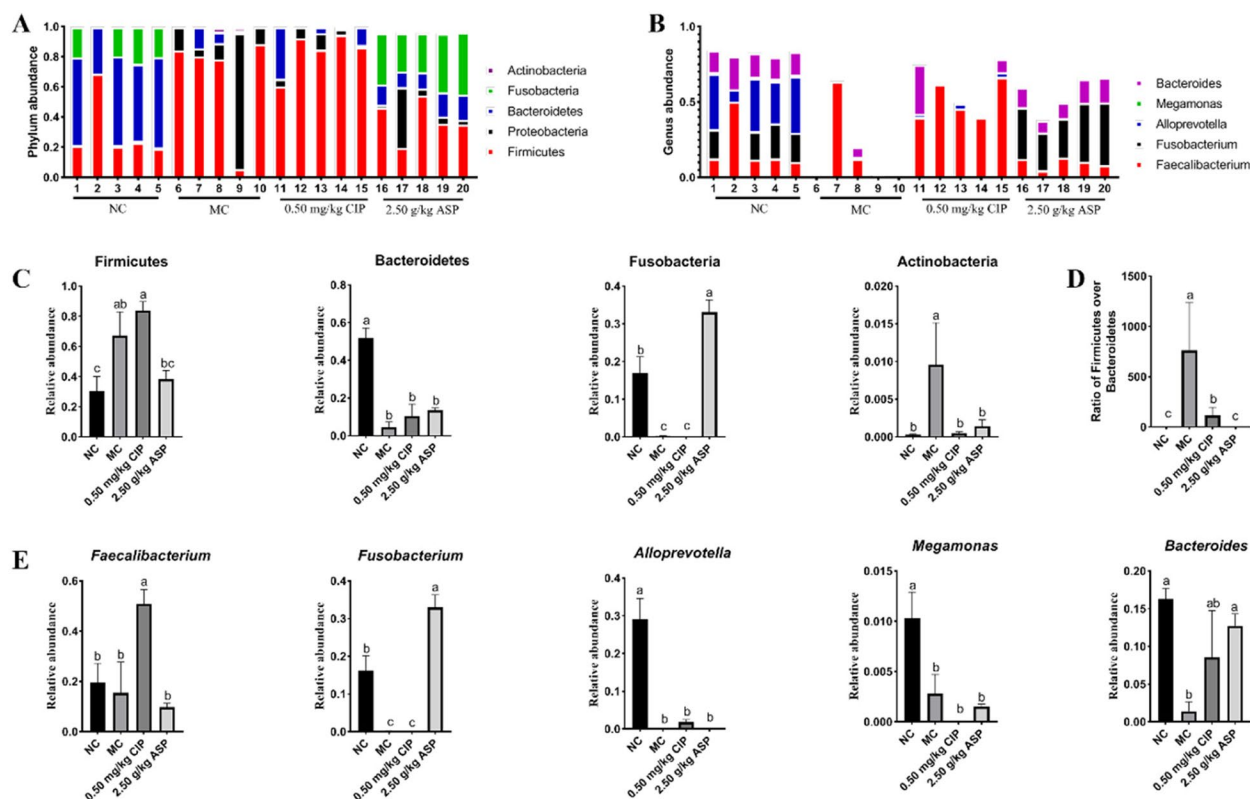 A
Phylum abundance
1.0
0.8
0.6
0.4
0.2
0.0
1 2 3 4 5 6 7 8 9 10 11 12 13 14 15 16 17 18 19 20
NC MC 0.50 mg/kg CIP 2.50 g/kg ASP
Actinobacteria
Fusobacteria
Bacteroidetes
Proteobacteria
Firmicutes
B
Genus abundance
1.0
0.5
0.0
1 2 3 4 5 6 7 8 9 10 11 12 13 14 15 16 17 18 19 20
NC MC 0.50 mg/kg CIP 2.50 g/kg ASP
Bacteroides
Megamonas
Alloprevotella
Fusobacterium
Faecalibacterium
C
Firmicutes
Relative abundance
1.0
0.8
0.6
0.4
0.2
0.0
c ab a bc
NC MC 0.50 mg/kg CIP 2.50 g/kg ASP
Bacteroidetes
Relative abundance
0.8
0.6
0.4
0.2
0.0
a b b b
NC MC 0.50 mg/kg CIP 2.50 g/kg ASP
Fusobacteria
Relative abundance
0.4
0.3
0.2
0.1
0.0
b c c a
NC MC 0.50 mg/kg CIP 2.50 g/kg ASP
Actinobacteria
Relative abundance
0.020
0.015
0.010
0.005
0.000
b a b b
NC MC 0.50 mg/kg CIP 2.50 g/kg ASP
D
Ratio of Firmicutes over
Bacteroidetes
1500
1000
500
0
c a b c
NC MC 0.50 mg/kg CIP 2.50 g/kg ASP
E
Faecalibacterium
Relative abundance
0.6
0.4
0.2
0.0
b b a b
NC MC 0.50 mg/kg CIP 2.50 g/kg ASP
Fusobacterium
Relative abundance
0.4
0.3
0.2
0.1
0.0
b c c a
NC MC 0.50 mg/kg CIP 2.50 g/kg ASP
Alloprevotella
Relative abundance
0.4
0.3
0.2
0.1
0.0
a b b b
NC MC 0.50 mg/kg CIP 2.50 g/kg ASP
Megamonas
Relative abundance
0.015
0.010
0.005
0.000
a b b b
NC MC 0.50 mg/kg CIP 2.50 g/kg ASP
Bacteroides
Relative abundance
0.20
0.15
0.10
0.05
0.00
a b ab a
NC MC 0.50 mg/kg CIP 2.50 g/kg ASP